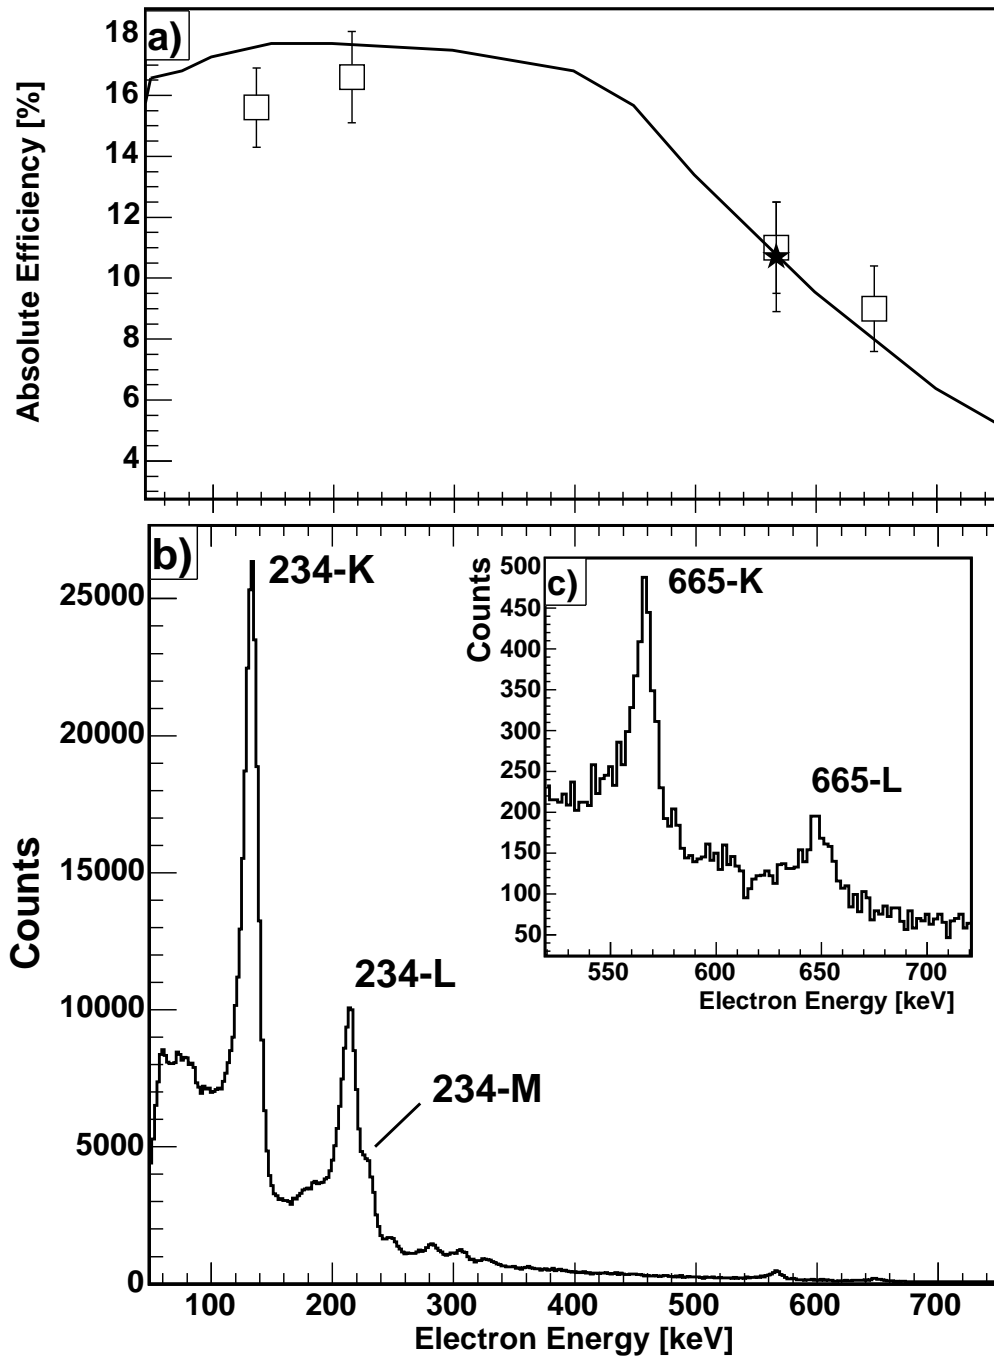 a)
Absolute Efficiency [%]
18
16
14
12
10
8
6
4
b)
234-K
234-L
234-M
Counts
25000
20000
15000
10000
5000
0
100 200 300 400 500 600 700
Electron Energy [keV]
c)
665-K
665-L
Counts
500
450
400
350
300
250
200
150
100
50
550 600 650 700
Electron Energy [keV]